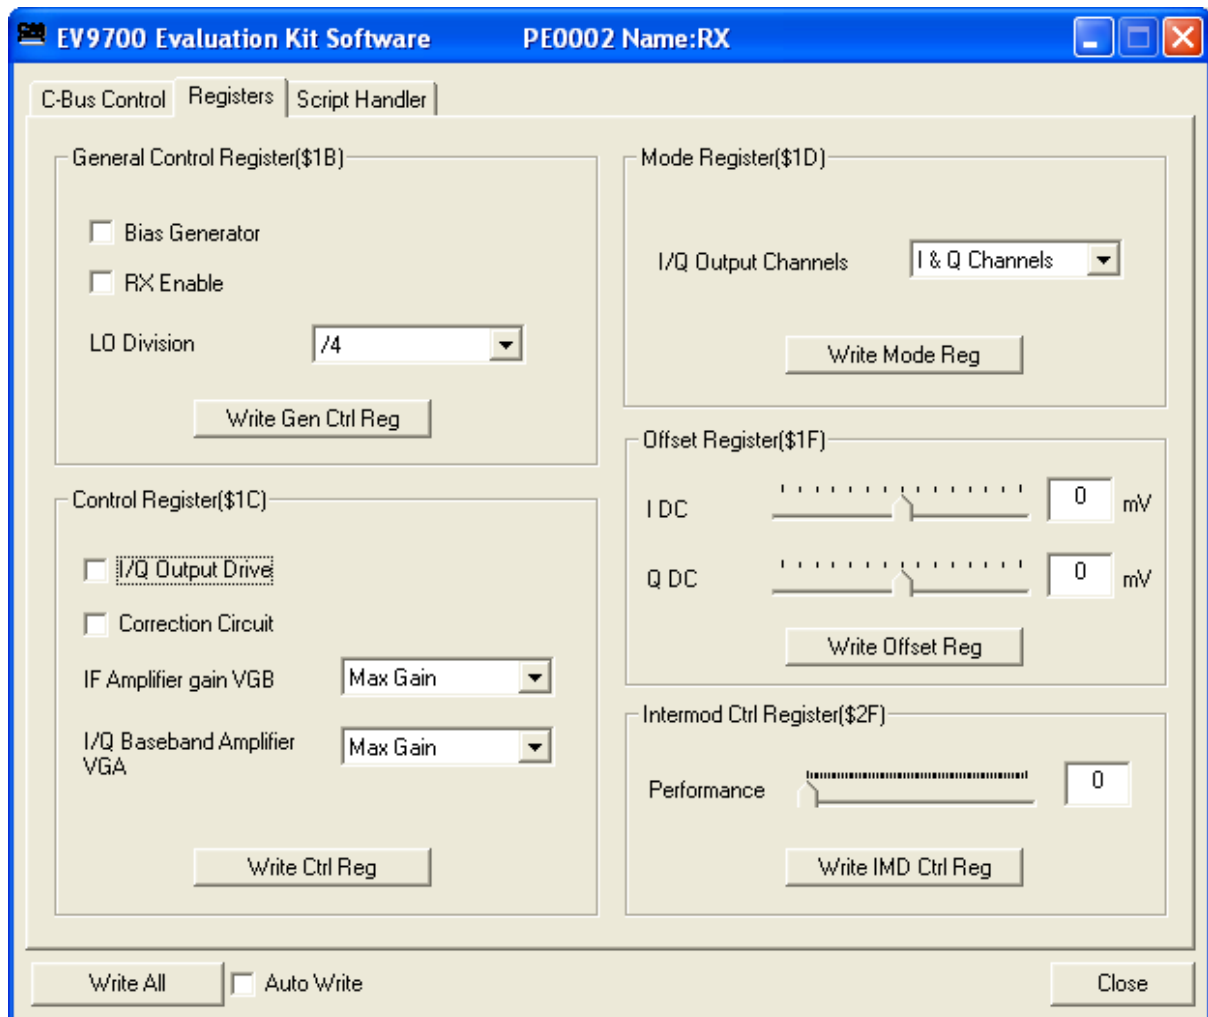 EV9700 Evaluation Kit Software PE0002 Name:RX
C-Bus Control Registers Script Handler
General Control Register($1B)
Bias Generator
RX Enable
LO Division /4
Write Gen Ctrl Reg
Control Register($1C)
I/Q Output Drive
Correction Circuit
IF Amplifier gain VGB Max Gain
I/Q Baseband Amplifier
VGA
Max Gain
Write Ctrl Reg
Mode Register($1D)
I/Q Output Channels I & Q Channels
Write Mode Reg
Offset Register($1F)
I DC 0 mV
Q DC 0 mV
Write Offset Reg
Intermod Ctrl Register($2F)
Performance 0
Write IMD Ctrl Reg
Write All Auto Write Close